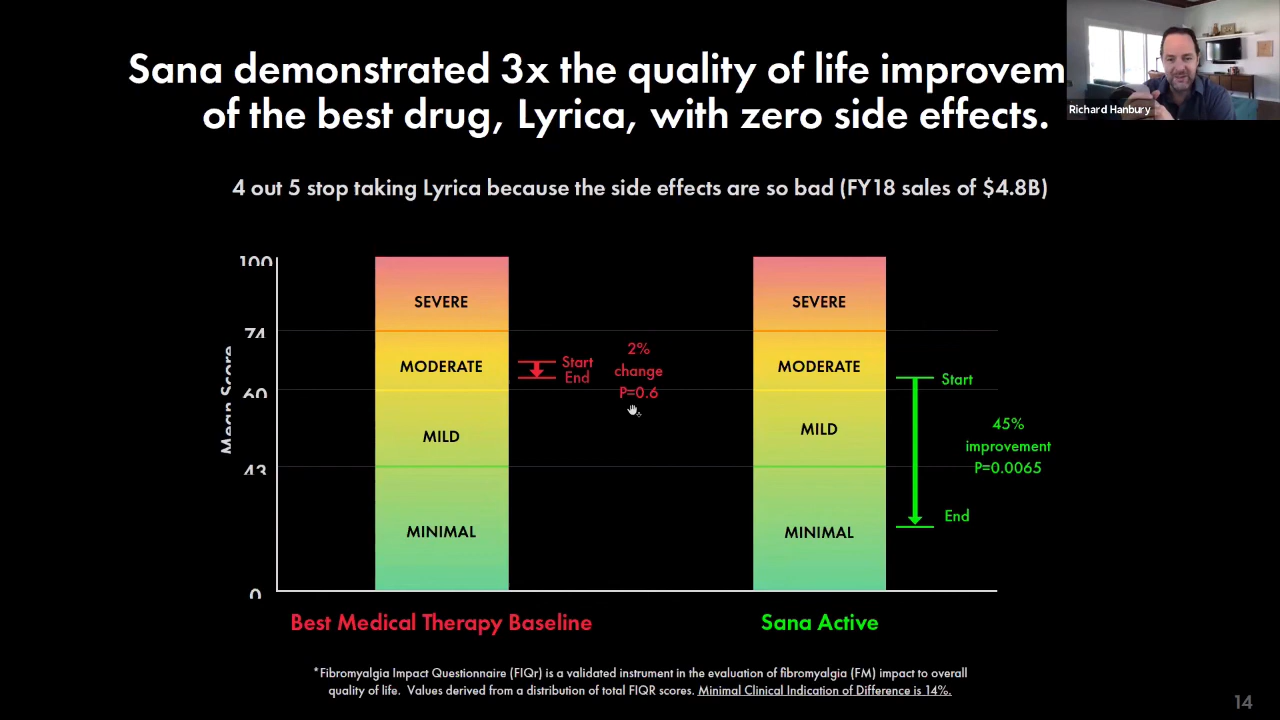 Sana demonstrated 3x the quality of life improvem
of the best drug, Lyrica, with zero side effects.
Richard Hanbury
4 out 5 stop taking Lyrica because the side effects are so bad (FY18 sales of $4.8B)
100
74
60
43
0
Mean Score
SEVERE
MODERATE
MILD
MINIMAL
Start
End
2%
change
P=0.6
SEVERE
MODERATE
MILD
MINIMAL
Start
45%
improvement
P=0.0065
End
Best Medical Therapy Baseline
Sana Active
*Fibromyalgia Impact Questionnaire (FIQr) is a validated instrument in the evaluation of fibromyalgia (FM) impact to overall
quality of life. Values derived from a distribution of total FIQR scores. Minimal Clinical Indication of Difference is 14%.
14